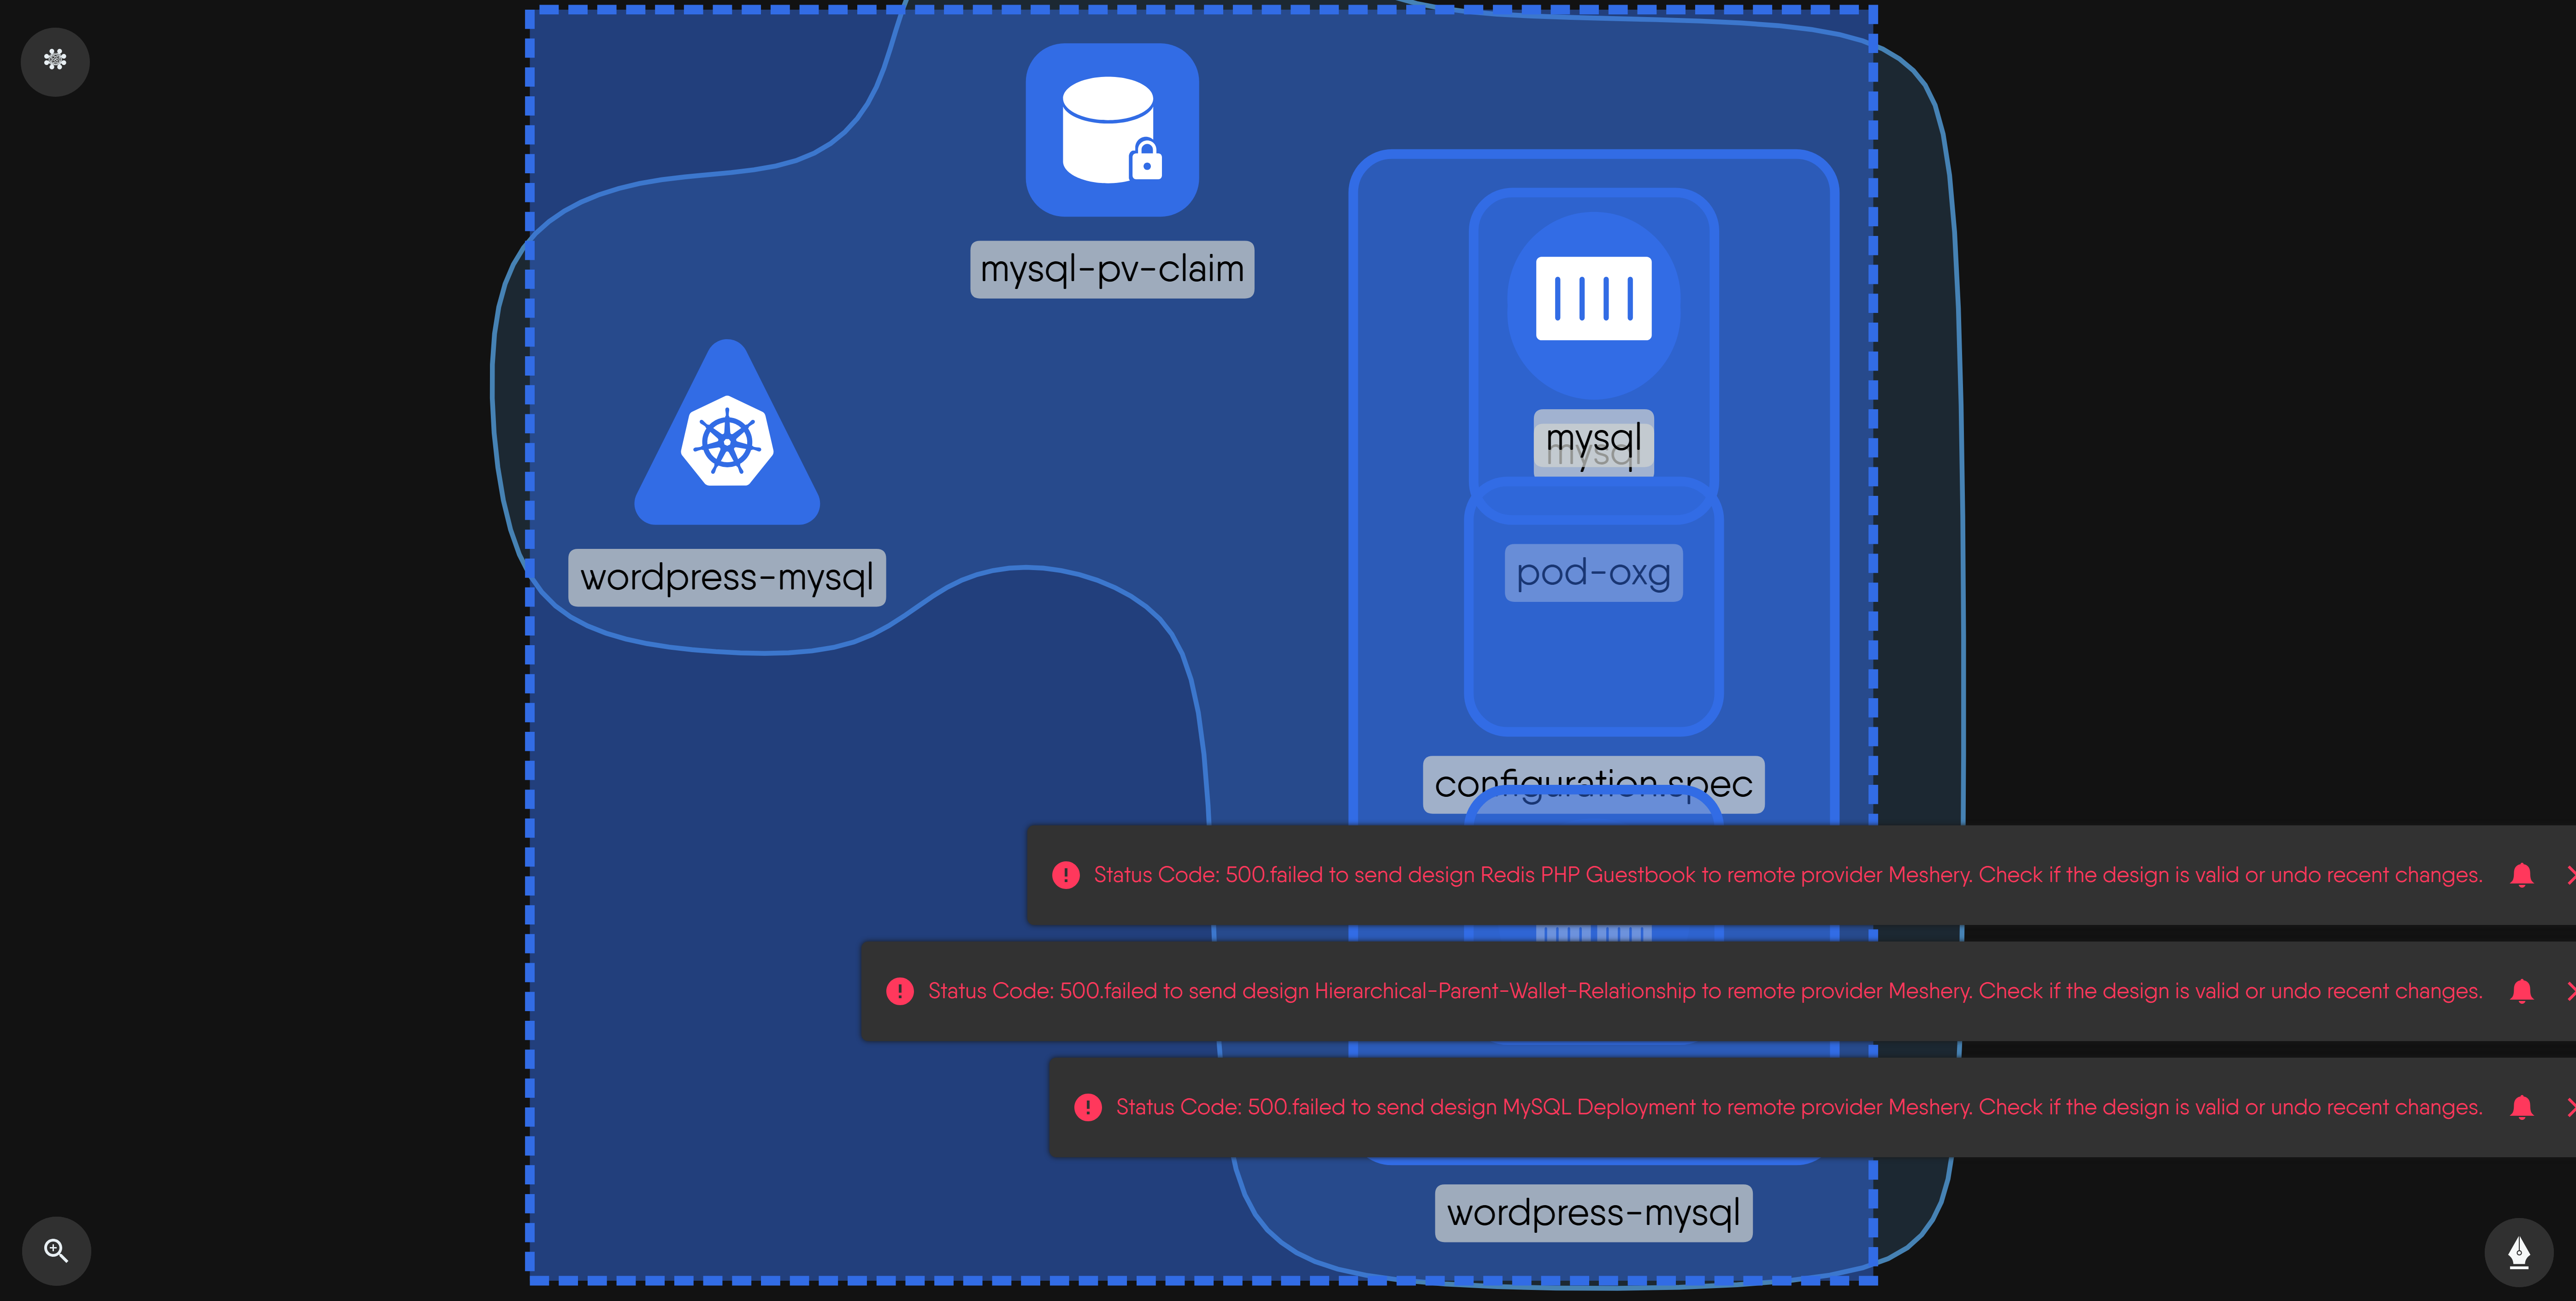 mysql-pv-claim
mysql
mysql
wordpress-mysql
pod-oxg
configuration.spec
Status Code: 500.failed to send design Redis PHP Guestbook to remote provider Meshery. Check if the design is valid or undo recent changes.
Status Code: 500.failed to send design Hierarchical-Parent-Wallet-Relationship to remote provider Meshery. Check if the design is valid or undo recent changes.
Status Code: 500.failed to send design MySQL Deployment to remote provider Meshery. Check if the design is valid or undo recent changes.
wordpress-mysql